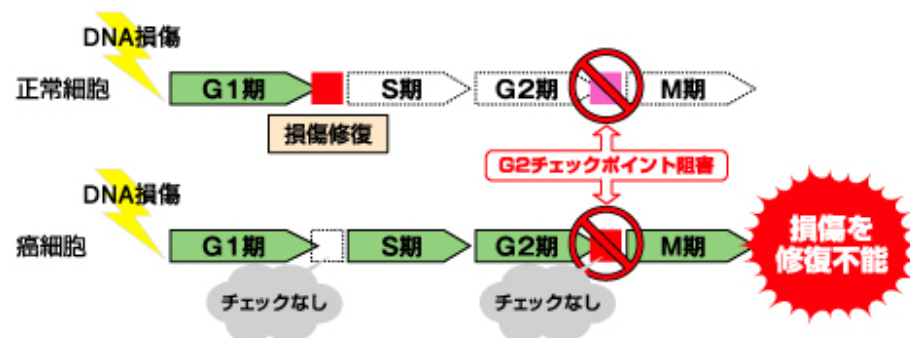 DNA損傷
正常細胞
G1期
S期
G2期
M期
損傷修復
G2チェックポイント阻害
DNA損傷
癌細胞
G1期
S期
G2期
M期
損傷を
修復不能
チェックなし
チェックなし